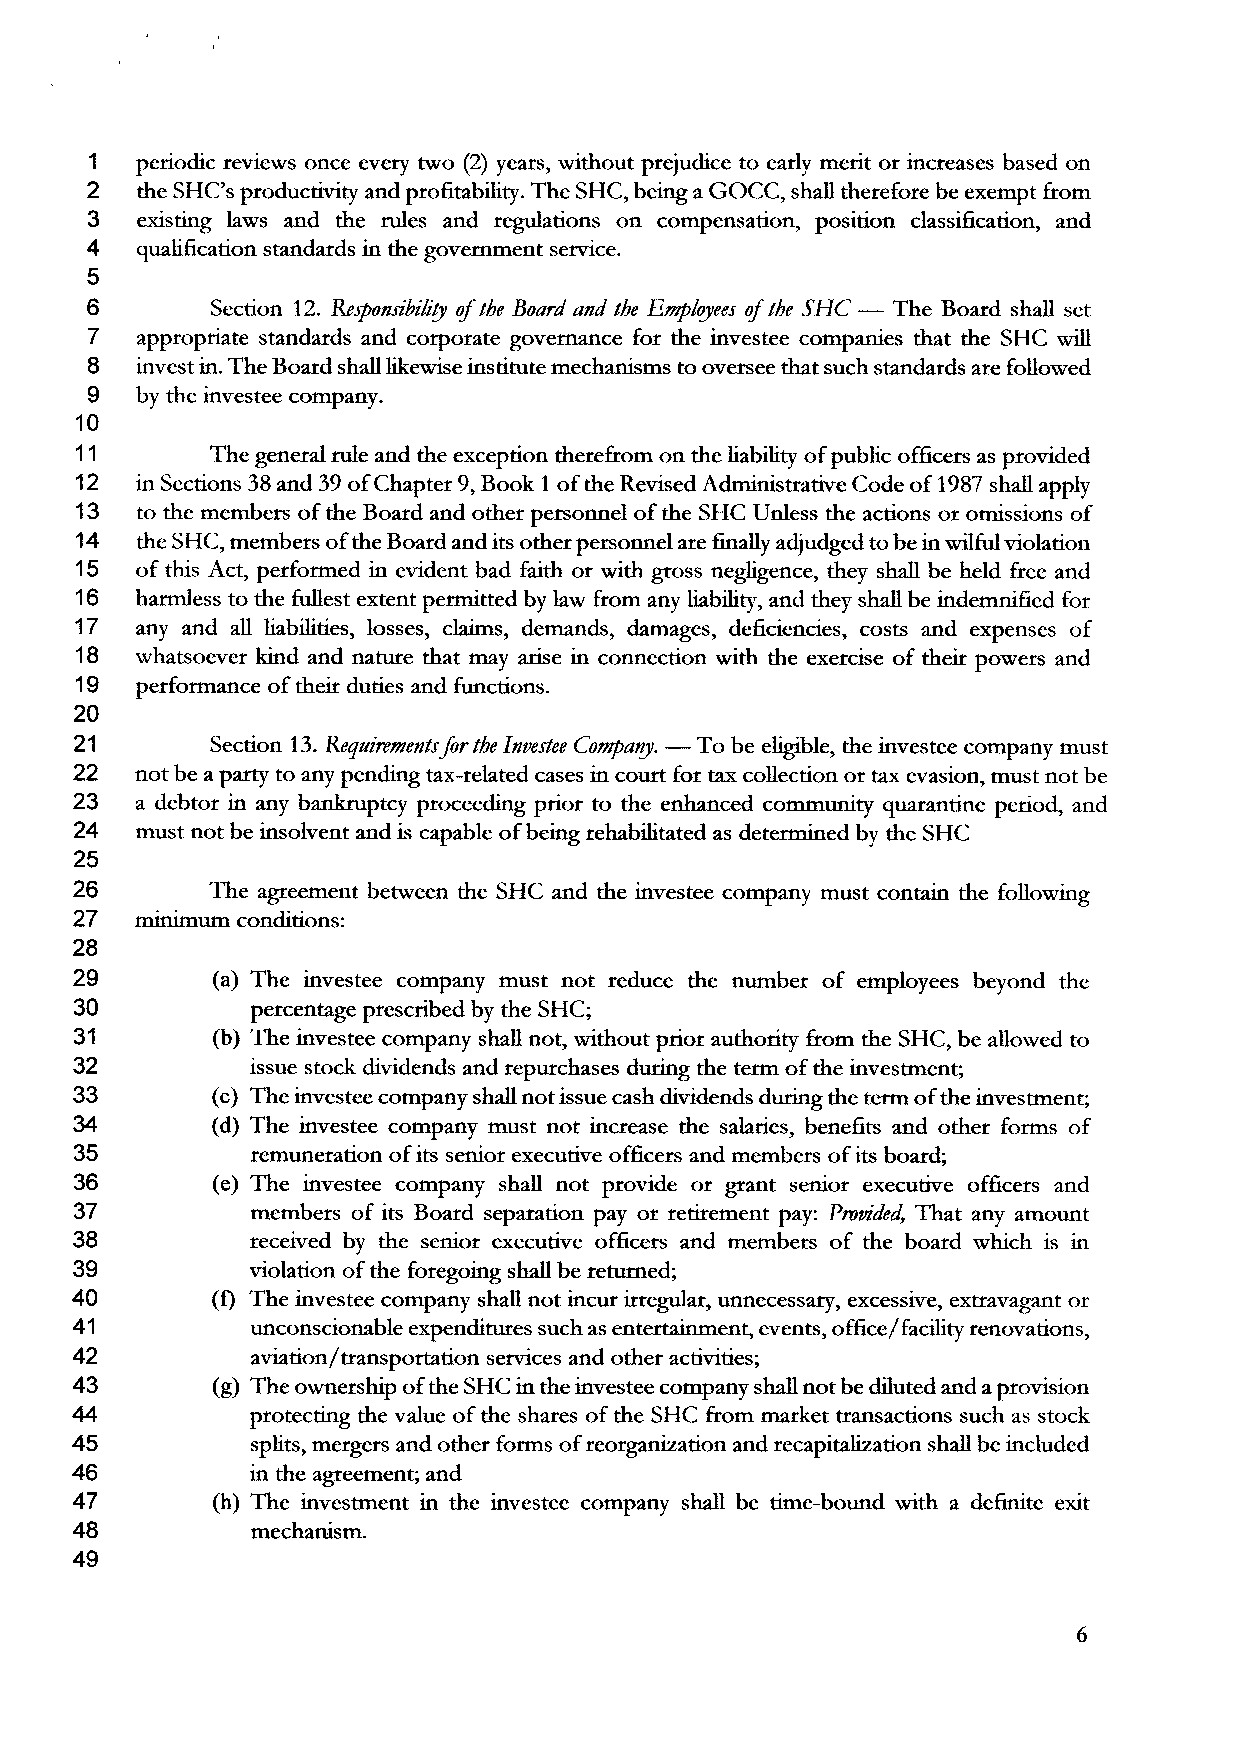 1 periodic reviews once every two (2) years, without prejudice to early merit or increases based on
2 the SHC's productivity and profitability. The SHC, being a GOCC, shall therefore be exempt from
3 existing laws and the rules and regulations on compensation, position classification, and
4 qualification standards in the government service.
5
6 Section 12. Responsibility of the Board and the Employees of the SHC — The Board shall set
7 appropriate standards and corporate governance for the investee companies that the SHC will
8 invest in. The Board shall likewise institute mechanisms to oversee that such standards are followed
9 by the investee company.
10
11 The general rule and the exception therefrom on the liability of public officers as provided
12 in Sections 38 and 39 of Chapter 9, Book 1 of the Revised Administrative Code of 1987 shall apply
13 to the members of the Board and other personnel of the SHC Unless the actions or omissions of
14 the SHC, members of the Board and its other personnel are finally adjudged to be in wilful violation
15 of this Act, performed in evident bad faith or with gross negligence, they shall be held free and
16 harmless to the fullest extent permitted by law from any liability, and they shall be indemnified for
17 any and all liabilities, losses, claims, demands, damages, deficiencies, costs and expenses of
18 whatsoever kind and nature that may arise in connection with the exercise of their powers and
19 performance of their duties and functions.
20
21 Section 13. Requirements for the Investee Company. — To be eligible, the investee company must
22 not be a party to any pending tax-related cases in court for tax collection or tax evasion, must not be
23 a debtor in any bankruptcy proceeding prior to the enhanced community quarantine period, and
24 must not be insolvent and is capable of being rehabilitated as determined by the SHC
25
26 The agreement between the SHC and the investee company must contain the following
27 minimum conditions:
28
29 (a) The investee company must not reduce the number of employees beyond the
30 percentage prescribed by the SHC;
31 (b) The investee company shall not, without prior authority from the SHC, be allowed to
32 issue stock dividends and repurchases during the term of the investment;
33 (c) The investee company shall not issue cash dividends during the term of the investment;
34 (d) The investee company must not increase the salaries, benefits and other forms of
35 remuneration of its senior executive officers and members of its board;
36 (e) The investee company shall not provide or grant senior executive officers and
37 members of its Board separation pay or retirement pay: Provided, That any amount
38 received by the senior executive officers and members of the board which is in
39 violation of the foregoing shall be returned;
40 (f) The investee company shall not incur irregular, unnecessary, excessive, extravagant or
41 unconscionable expenditures such as entertainment, events, office/facility renovations,
42 aviation/transportation services and other activities;
43 (g) The ownership of the SHC in the investee company shall not be diluted and a provision
44 protecting the value of the shares of the SHC from market transactions such as stock
45 splits, mergers and other forms of reorganization and recapitalization shall be included
46 in the agreement; and
47 (h) The investment in the investee company shall be time-bound with a definite exit
48 mechanism.
49
6